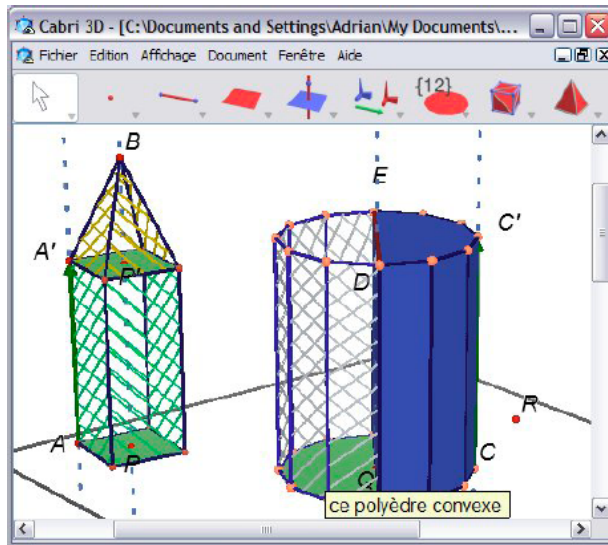 Cabri 3D - [C:\Documents and Settings\Adrian\My Documents\...
Fichier Edition Affichage Document Fenêtre Aide
{12}
B
E
A'
C'
P'
D
R
A
P
C
Q
ce polyèdre convexe